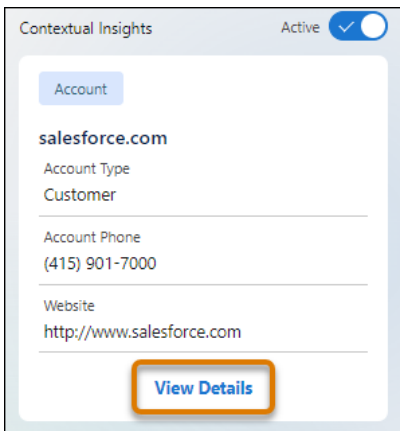 Contextual Insights Active
Account
salesforce.com
Account Type
Customer
Account Phone
(415) 901-7000
Website
http://www.salesforce.com
View Details